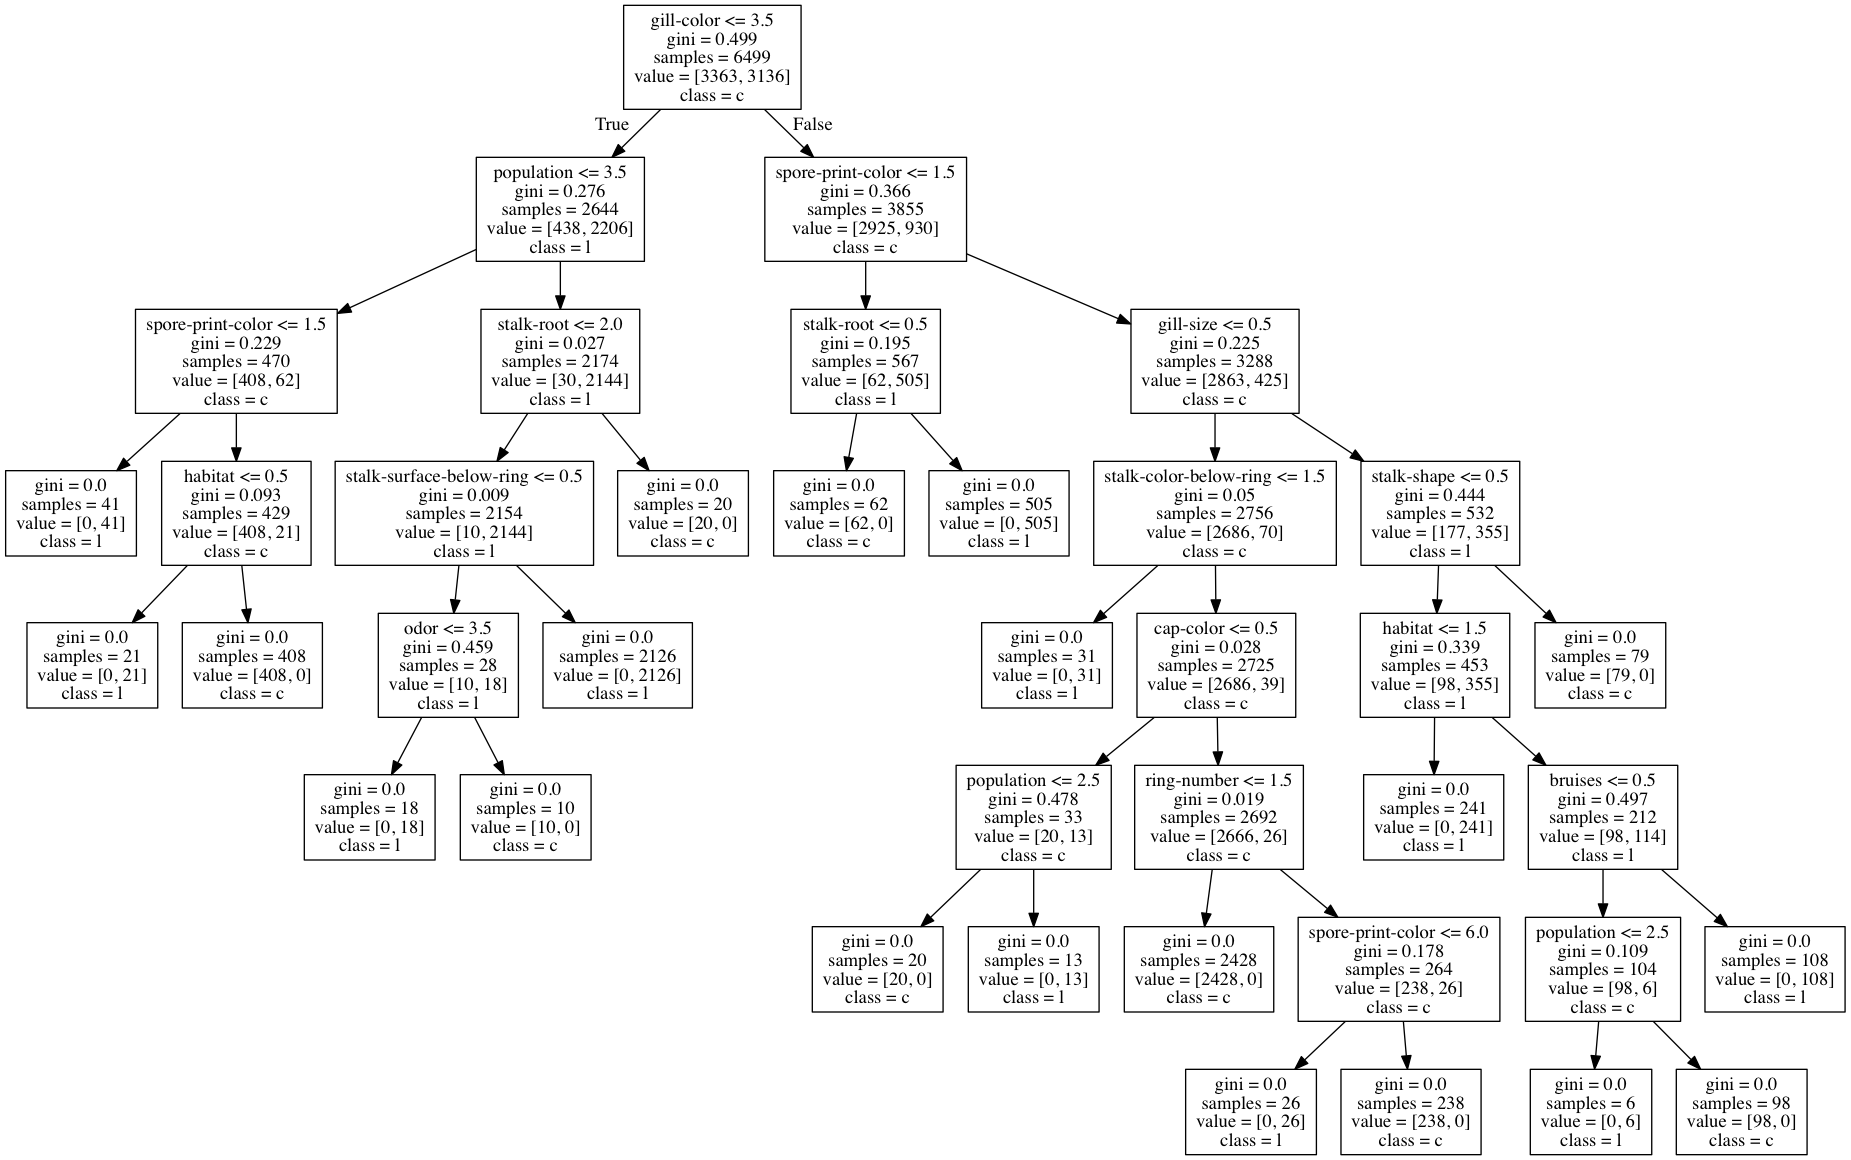 gill-color <= 3.5
gini = 0.499
samples = 6499
value = [3363, 3136]
class = c
True
False
population <= 3.5
gini = 0.276
samples = 2644
value = [438, 2206]
class = l
spore-print-color <= 1.5
gini = 0.366
samples = 3855
value = [2925, 930]
class = c
spore-print-color <= 1.5
gini = 0.229
samples = 470
value = [408, 62]
class = c
stalk-root <= 2.0
gini = 0.027
samples = 2174
value = [30, 2144]
class = l
stalk-root <= 0.5
gini = 0.195
samples = 567
value = [62, 505]
class = l
gill-size <= 0.5
gini = 0.225
samples = 3288
value = [2863, 425]
class = c
gini = 0.0
samples = 41
value = [0, 41]
class = l
habitat <= 0.5
gini = 0.093
samples = 429
value = [408, 21]
class = c
stalk-surface-below-ring <= 0.5
gini = 0.009
samples = 2154
value = [10, 2144]
class = l
gini = 0.0
samples = 20
value = [20, 0]
class = c
gini = 0.0
samples = 62
value = [62, 0]
class = c
gini = 0.0
samples = 505
value = [0, 505]
class = l
stalk-color-below-ring <= 1.5
gini = 0.05
samples = 2756
value = [2686, 70]
class = c
stalk-shape <= 0.5
gini = 0.444
samples = 532
value = [177, 355]
class = l
gini = 0.0
samples = 21
value = [0, 21]
class = l
gini = 0.0
samples = 408
value = [408, 0]
class = c
odor <= 3.5
gini = 0.459
samples = 28
value = [10, 18]
class = l
gini = 0.0
samples = 2126
value = [0, 2126]
class = l
gini = 0.0
samples = 31
value = [0, 31]
class = l
cap-color <= 0.5
gini = 0.028
samples = 2725
value = [2686, 39]
class = c
habitat <= 1.5
gini = 0.339
samples = 453
value = [98, 355]
class = l
gini = 0.0
samples = 79
value = [79, 0]
class = c
gini = 0.0
samples = 18
value = [0, 18]
class = l
gini = 0.0
samples = 10
value = [10, 0]
class = c
population <= 2.5
gini = 0.478
samples = 33
value = [20, 13]
class = c
ring-number <= 1.5
gini = 0.019
samples = 2692
value = [2666, 26]
class = c
gini = 0.0
samples = 241
value = [0, 241]
class = l
bruises <= 0.5
gini = 0.497
samples = 212
value = [98, 114]
class = l
gini = 0.0
samples = 20
value = [20, 0]
class = c
gini = 0.0
samples = 13
value = [0, 13]
class = l
gini = 0.0
samples = 2428
value = [2428, 0]
class = c
spore-print-color <= 6.0
gini = 0.178
samples = 264
value = [238, 26]
class = c
population <= 2.5
gini = 0.109
samples = 104
value = [98, 6]
class = c
gini = 0.0
samples = 108
value = [0, 108]
class = l
gini = 0.0
samples = 26
value = [0, 26]
class = l
gini = 0.0
samples = 238
value = [238, 0]
class = c
gini = 0.0
samples = 6
value = [0, 6]
class = l
gini = 0.0
samples = 98
value = [98, 0]
class = c